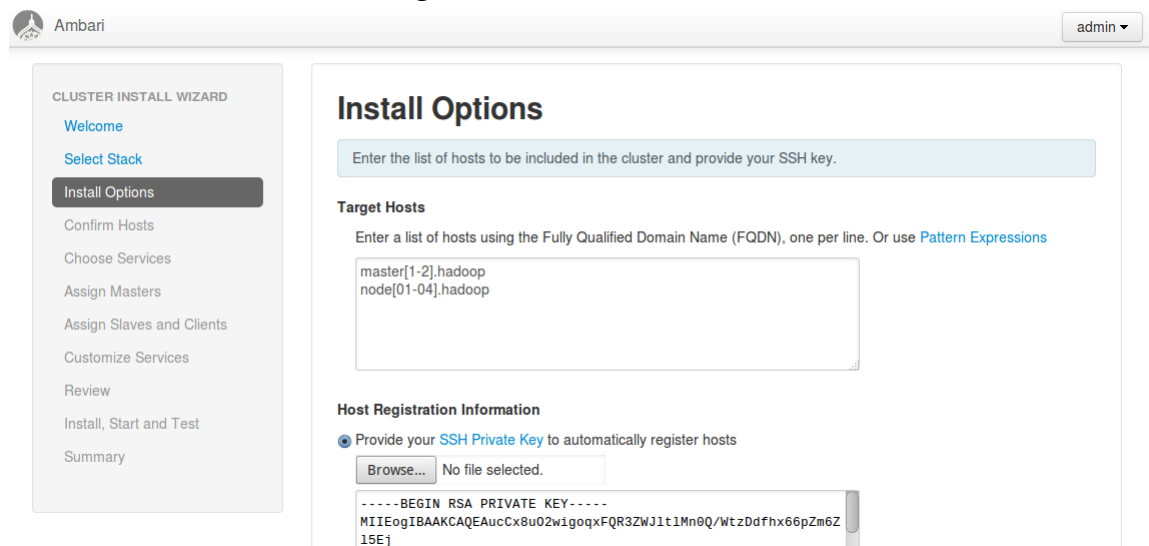 Ambari
admin
CLUSTER INSTALL WIZARD
Welcome
Select Stack
Install Options
Confirm Hosts
Choose Services
Assign Masters
Assign Slaves and Clients
Customize Services
Review
Install, Start and Test
Summary
Install Options
Enter the list of hosts to be included in the cluster and provide your SSH key.
Target Hosts
Enter a list of hosts using the Fully Qualified Domain Name (FQDN), one per line. Or use Pattern Expressions
master[1-2].hadoop
node[01-04].hadoop
Host Registration Information
Provide your SSH Private Key to automatically register hosts
Browse... No file selected.
-----BEGIN RSA PRIVATE KEY-----
MIIEogIBAAKCAQEAucCx8uO2wigoqxFQR3ZWJltlMn0Q/WtzDdfhx66pZm6Z
l5Ej